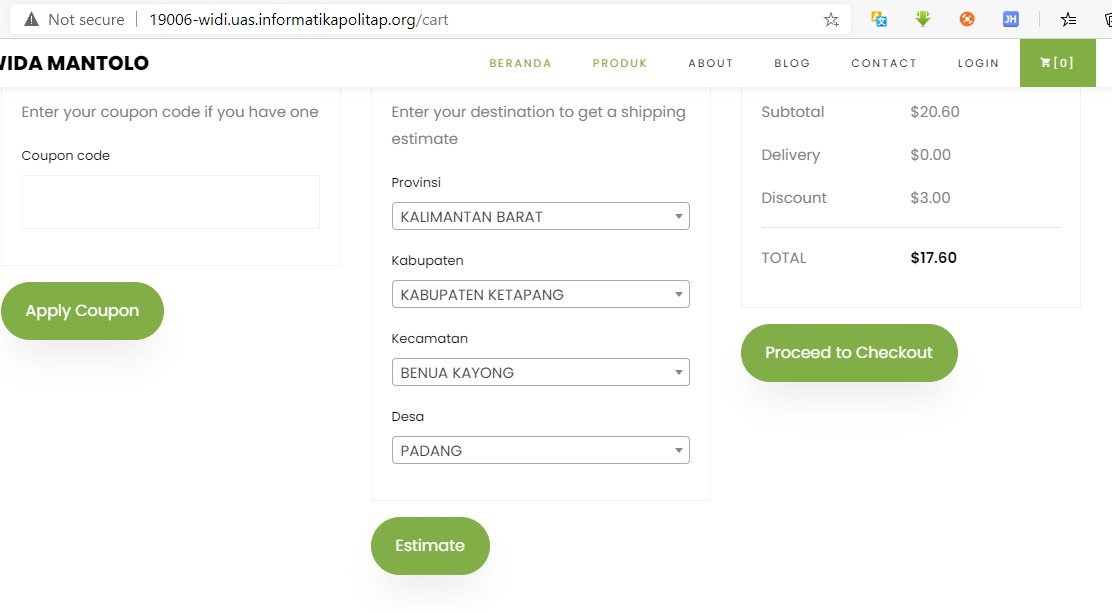 Not secure | 19006-widi.uas.informatikapolitap.org/cart
JH
IDA MANTOLO
BERANDA PRODUK ABOUT BLOG CONTACT LOGIN [0]
Enter your coupon code if you have one
Coupon code
Apply Coupon
Enter your destination to get a shipping
estimate
Provinsi
KALIMANTAN BARAT
Kabupaten
KABUPATEN KETAPANG
Kecamatan
BENUA KAYONG
Desa
PADANG
Estimate
Subtotal $20.60
Delivery $0.00
Discount $3.00
TOTAL $17.60
Proceed to Checkout